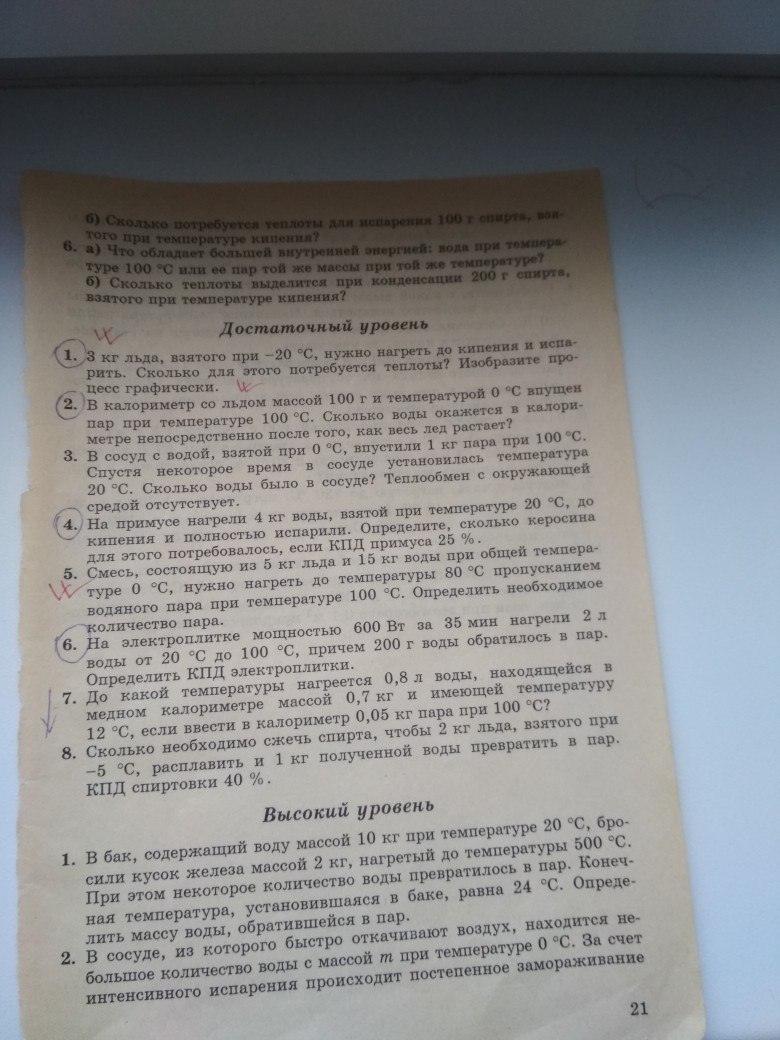 б) Сколько потребуется теплоты для испарения 100 г спирта, взя-
того при температуре кипения?
6. а) Что обладает большей внутренней энергией: вода при темпера-
туре 100 °С или ее пар той же массы при той же температуре?
б) Сколько теплоты выделится при конденсации 200 г спирта,
взятого при температуре кипения?
Достаточный уровень
1. 3 кг льда, взятого при –20 °С, нужно нагреть до кипения и испа-
рить. Сколько для этого потребуется теплоты? Изобразите про-
цесс графически.
2. В калориметр со льдом массой 100 г и температурой 0 °С впущен
пар при температуре 100 °С. Сколько воды окажется в калори-
метре непосредственно после того, как весь лед растает?
3. В сосуд с водой, взятой при 0 °С, впустили 1 кг пара при 100 °С.
Спустя некоторое время в сосуде установилась температура
20 °С. Сколько воды было в сосуде? Теплообмен с окружающей
средой отсутствует.
4. На примусе нагрели 4 кг воды, взятой при температуре 20 °С, до
кипения и полностью испарили. Определите, сколько керосина
для этого потребовалось, если КПД примуса 25 %.
5. Смесь, состоящую из 5 кг льда и 15 кг воды при общей темпера-
туре 0 °С, нужно нагреть до температуры 80 °С пропусканием
водяного пара при температуре 100 °С. Определить необходимое
количество пара.
6. На электроплитке мощностью 600 Вт за 35 мин нагрели 2 л
воды от 20 °С до 100 °С, причем 200 г воды обратилось в пар.
Определить КПД электроплитки.
7. До какой температуры нагреется 0,8 л воды, находящейся в
медном калориметре массой 0,7 кг и имеющей температуру
12 °С, если ввести в калориметр 0,05 кг пара при 100 °С?
8. Сколько необходимо сжечь спирта, чтобы 2 кг льда, взятого при
–5 °С, расплавить и 1 кг полученной воды превратить в пар.
КПД спиртовки 40 %.
Высокий уровень
1. В бак, содержащий воду массой 10 кг при температуре 20 °С, бро-
сили кусок железа массой 2 кг, нагретый до температуры 500 °С.
При этом некоторое количество воды превратилось в пар. Конеч-
ная температура, установившаяся в баке, равна 24 °С. Опреде-
лить массу воды, обратившейся в пар.
2. В сосуде, из которого быстро откачивают воздух, находится не-
большое количество воды с массой m при температуре 0 °С. За счет
интенсивного испарения происходит постепенное замораживание
21